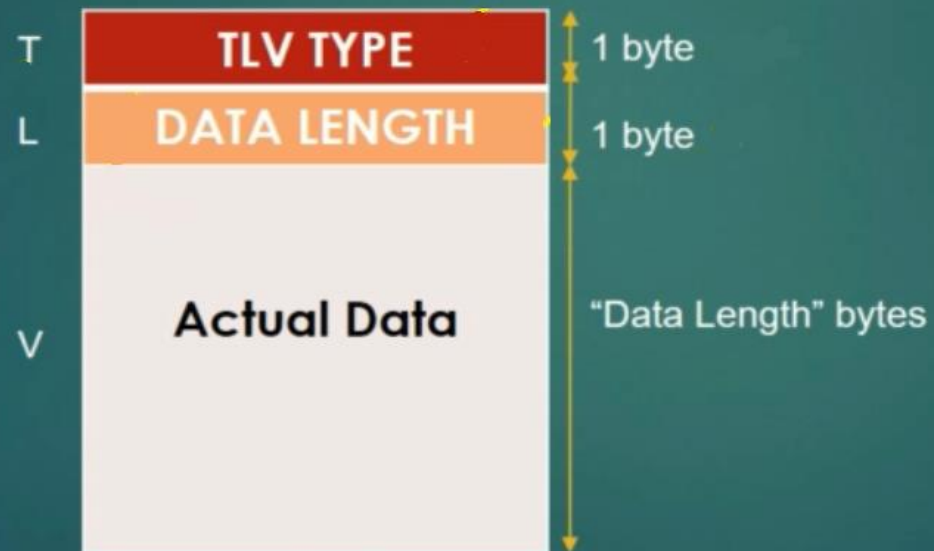 T TLV TYPE 1 byte
L DATA LENGTH 1 byte
Actual Data
“Data Length” bytes
V